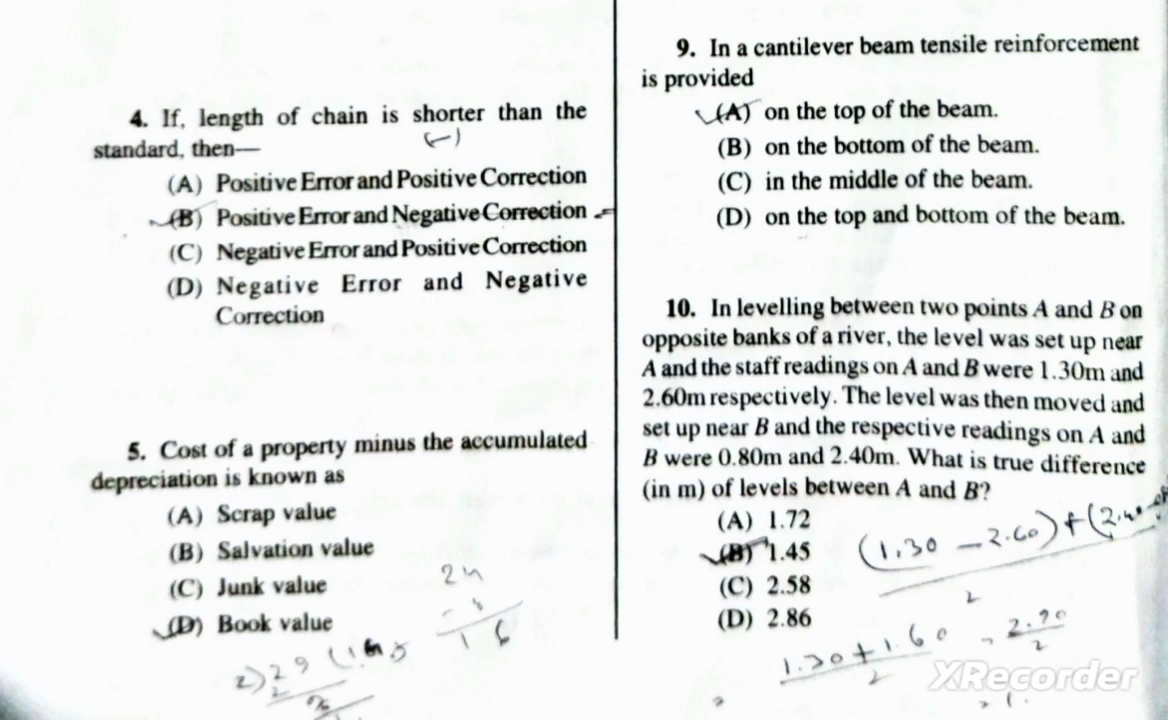 4. If, length of chain is shorter than the
standard, then—
(-)
(A) Positive Error and Positive Correction
(B) Positive Error and Negative Correction
(C) Negative Error and Positive Correction
(D) Negative Error and Negative
Correction
5. Cost of a property minus the accumulated
depreciation is known as
(A) Scrap value
(B) Salvation value
(C) Junk value
(D) Book value
9. In a cantilever beam tensile reinforcement
is provided
(A) on the top of the beam.
(B) on the bottom of the beam.
(C) in the middle of the beam.
(D) on the top and bottom of the beam.
10. In levelling between two points A and B on
opposite banks of a river, the level was set up near
A and the staff readings on A and B were 1.30m and
2.60m respectively. The level was then moved and
set up near B and the respective readings on A and
B were 0.80m and 2.40m. What is true difference
(in m) of levels between A and B?
(A) 1.72
(B) 1.45
(C) 2.58
(D) 2.86
(1.30 - 2.60) + (2.40
2
1.30 + 1.60
2
= 2.90
2
XRecorder